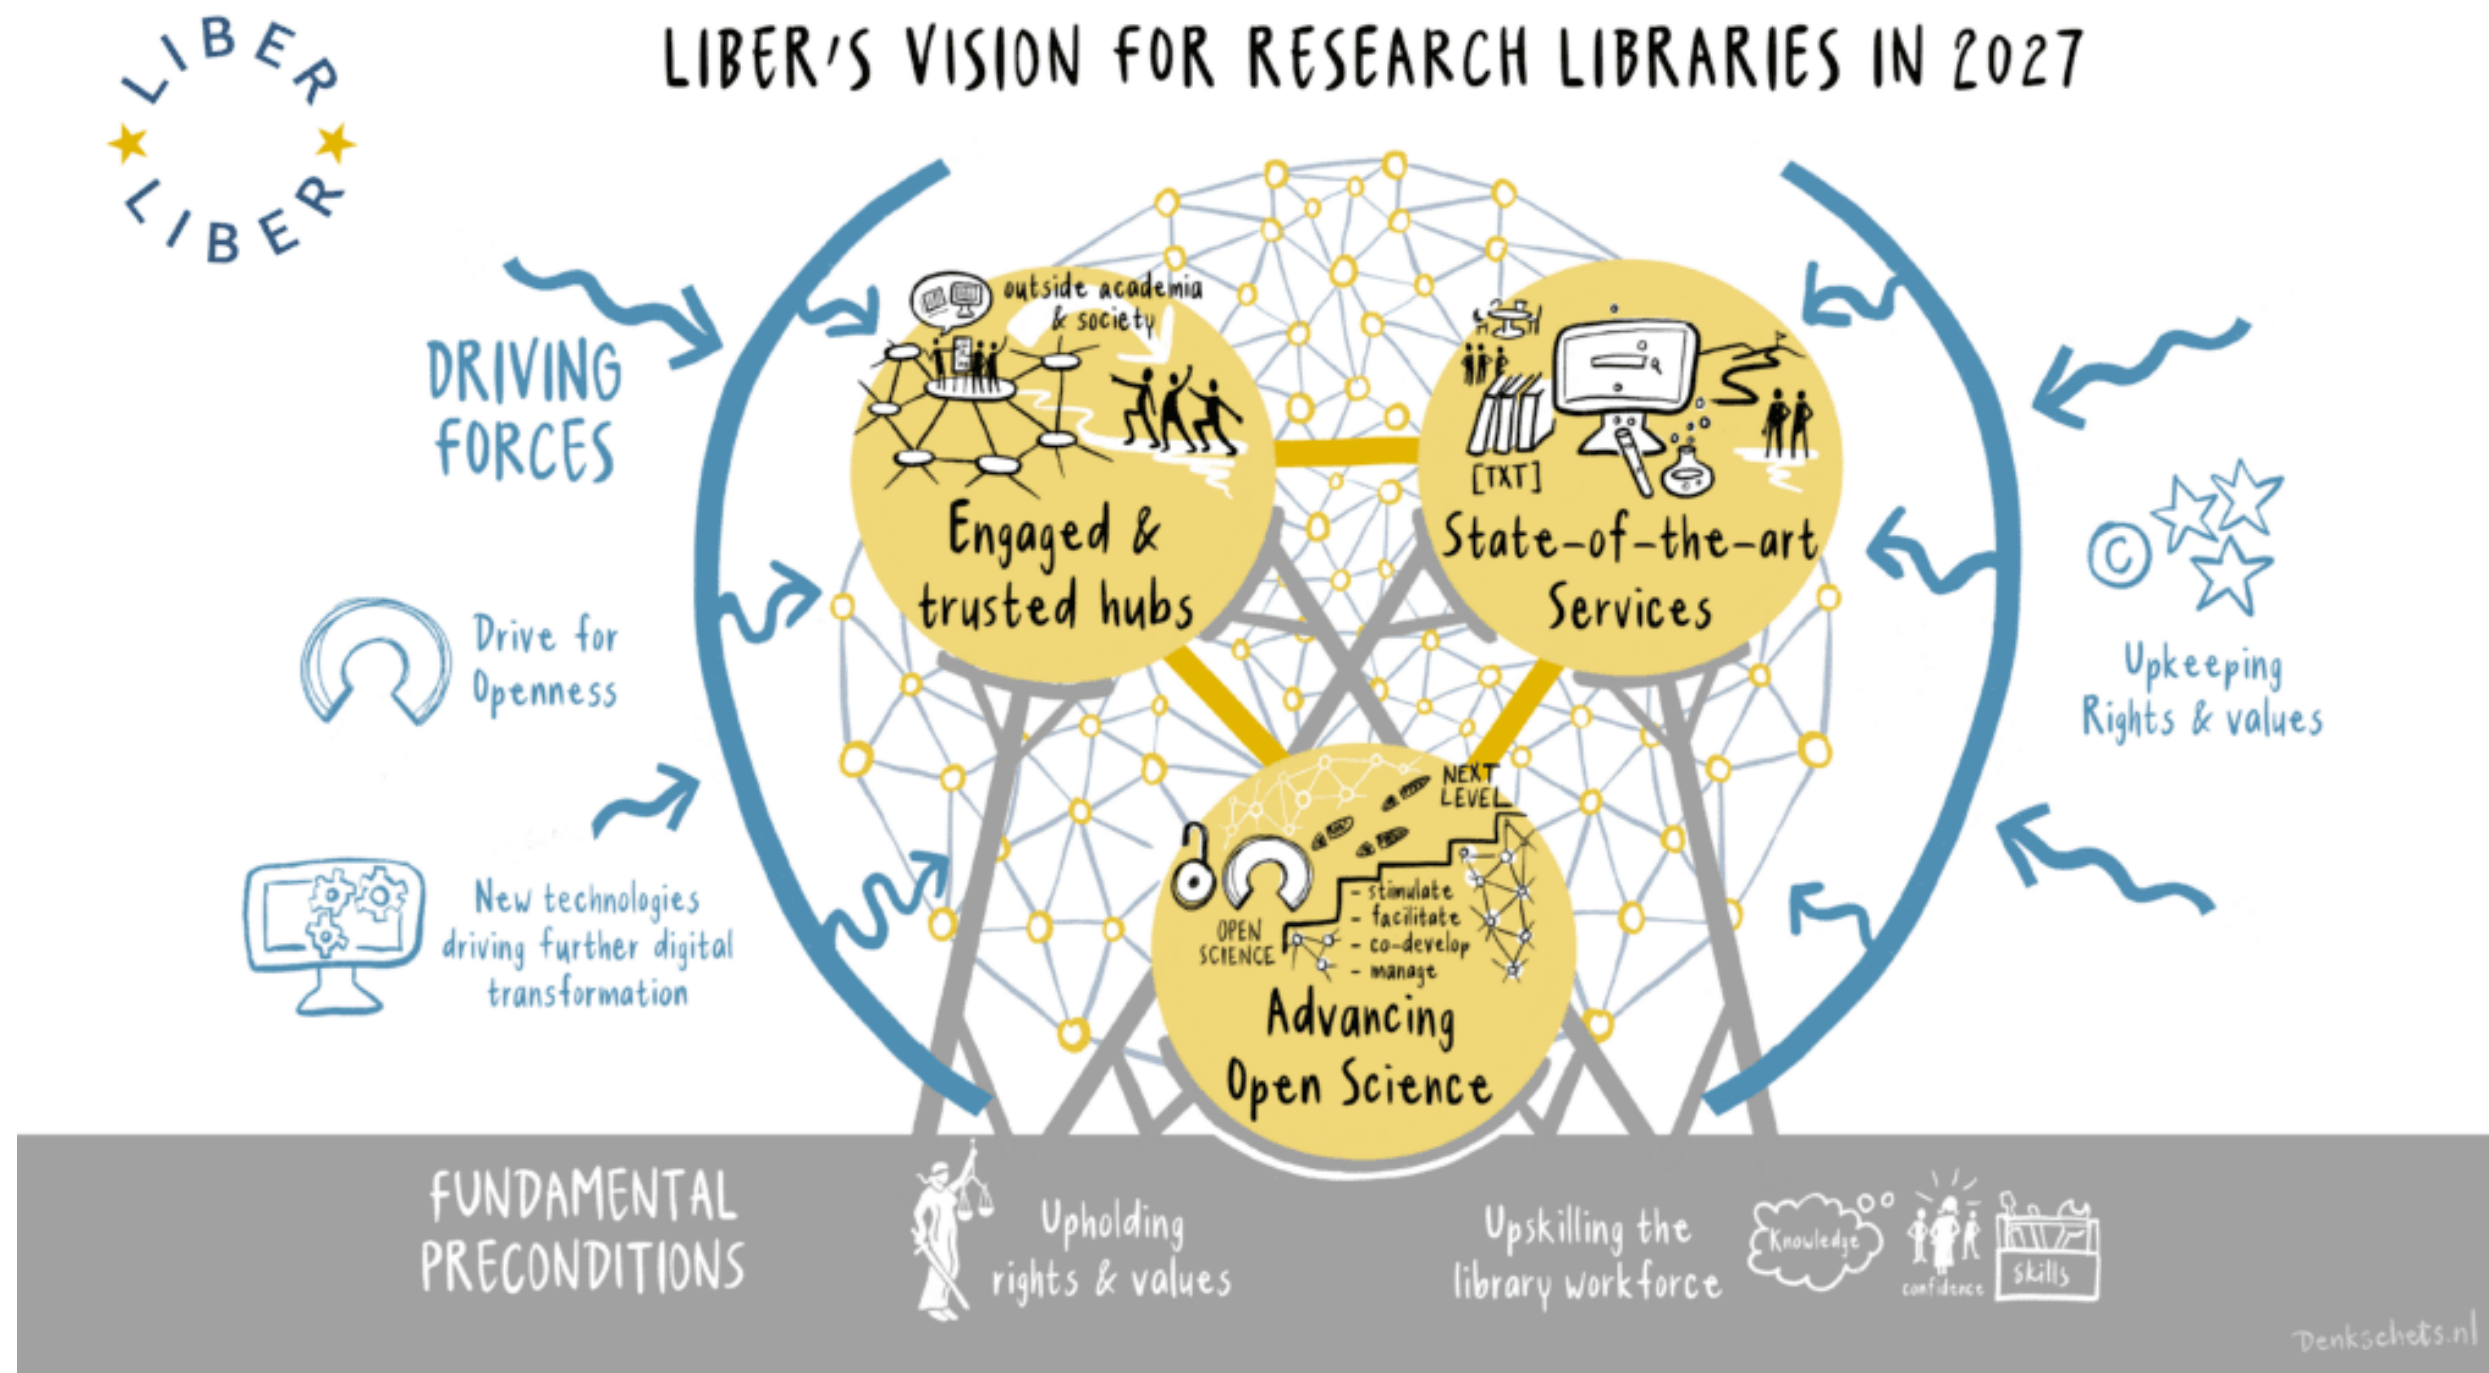 LIBER
LIBER
LIBER'S VISION FOR RESEARCH LIBRARIES IN 2027
DRIVING
FORCES
Drive for
Openness
New technologies
driving further digital
transformation
outside academia
& society
Engaged &
trusted hubs
[TXT]
State-of-the-art
Services
©
Upkeeping
Rights & values
NEXT
LEVEL
OPEN
SCIENCE
- stimulate
- facilitate
- co-develop
- manage
Advancing
Open Science
FUNDAMENTAL
PRECONDITIONS
Upholding
rights & values
Upskilling the
library workforce
Knowledge
confidence
Skills
Denkschets.nl